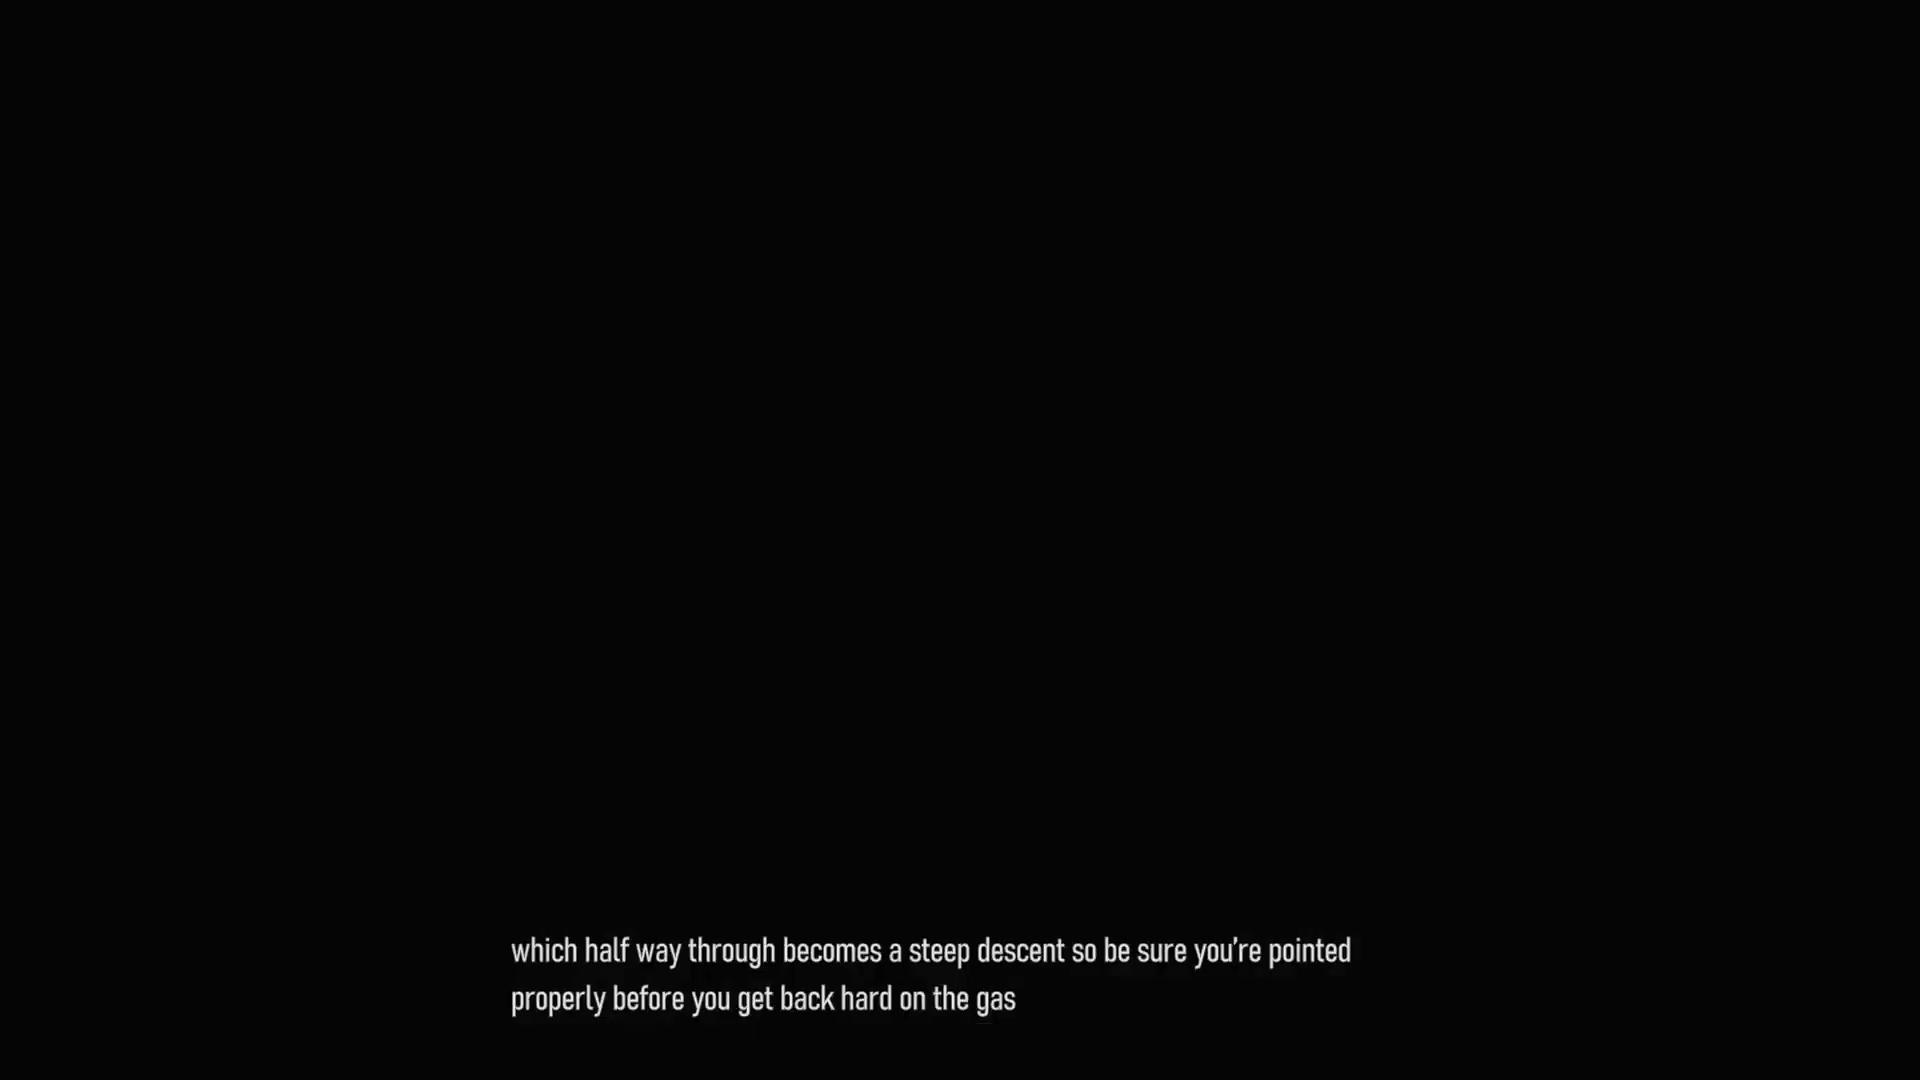 which half way through becomes a steep descent so be sure you're pointed
properly before you get back hard on the gas